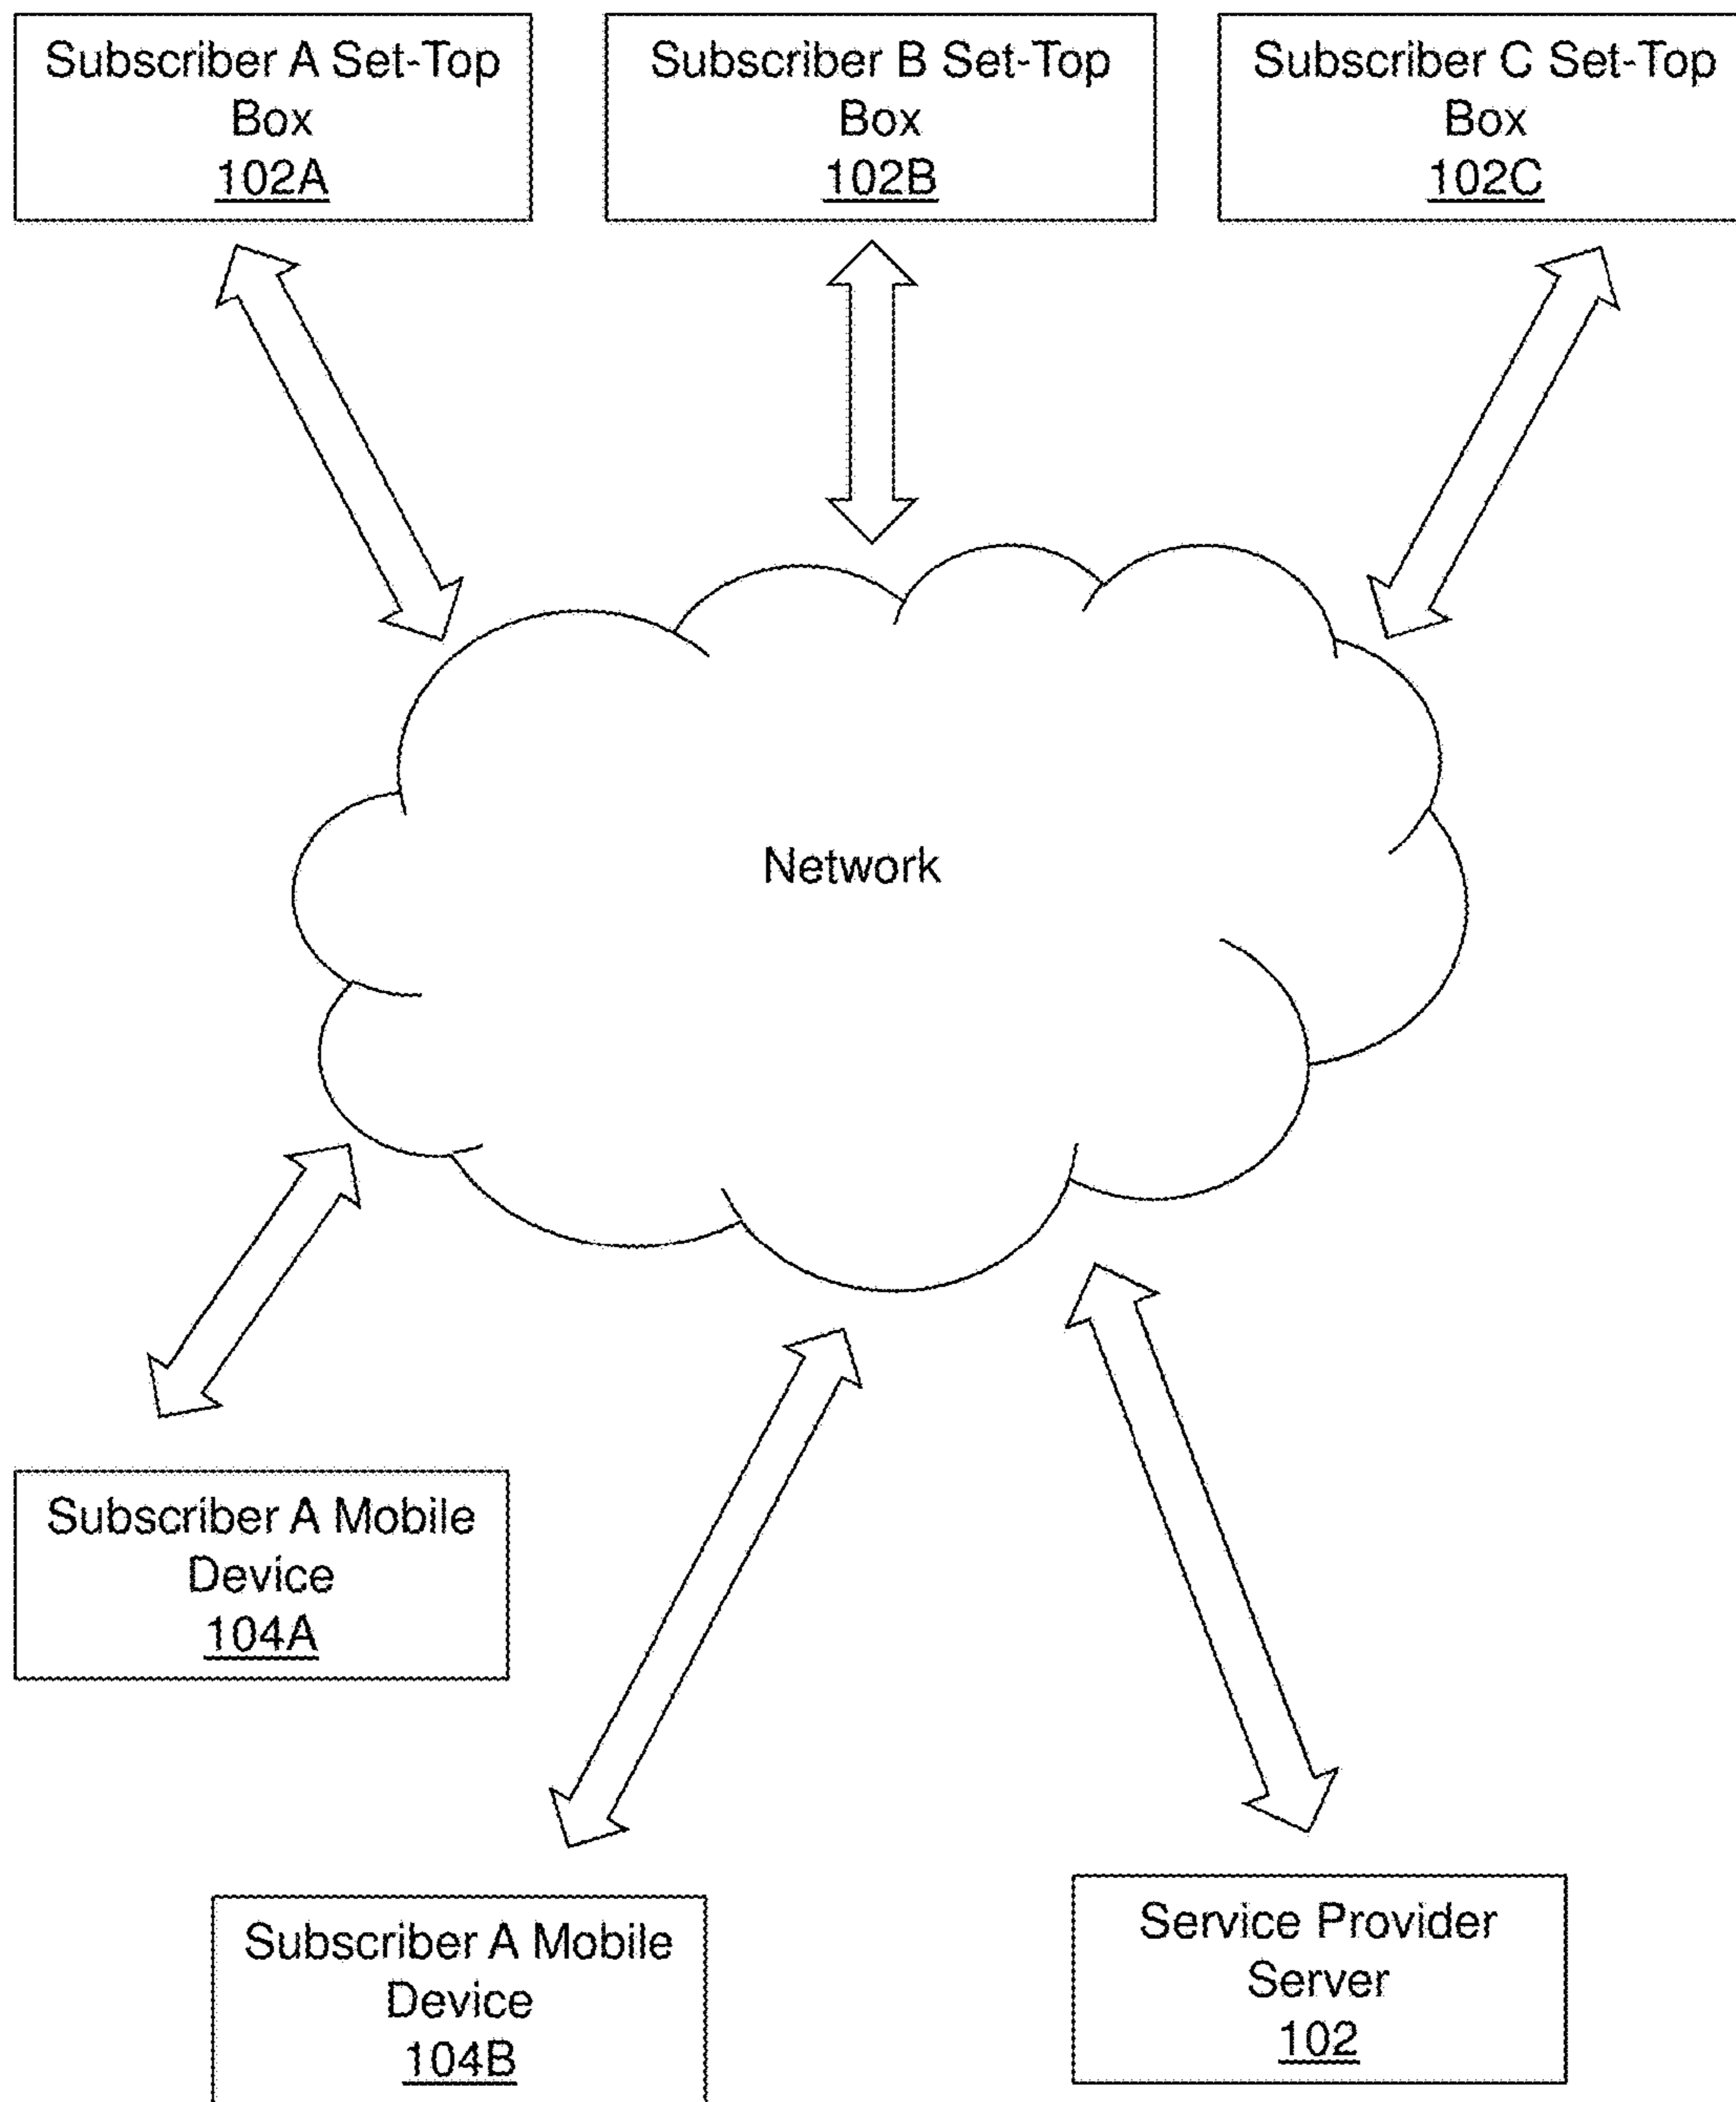 Subscriber A Set-Top
Box
102A
Subscriber B Set-Top
Box
102B
Subscriber C Set-Top
Box
102C
Network
Subscriber A Mobile
Device
104A
Subscriber A Mobile
Device
104B
Service Provider
Server
102